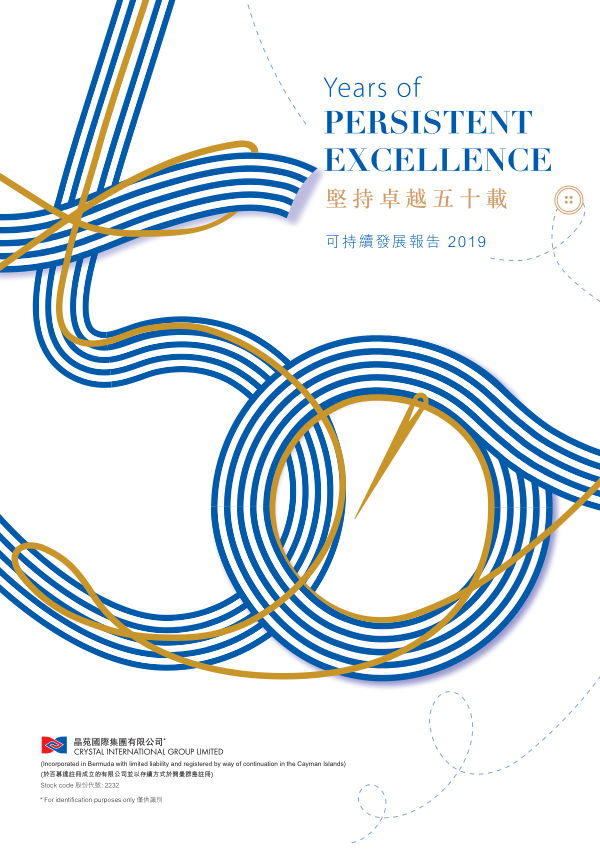 Years of
PERSISTENT
EXCELLENCE
堅持卓越五十載
可持續發展報告 2019
晶苑國際集團有限公司*
CRYSTAL INTERNATIONAL GROUP LIMITED
(Incorporated in Bermuda with limited liability and registered by way of continuation in the Cayman Islands)
(於百慕達註冊成立的有限公司並以存續方式於開曼群島註冊)
Stock code 股份代號: 2232
* For identification purposes only 僅供識別